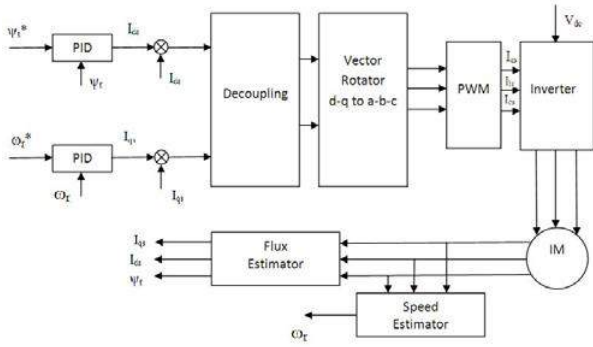 ψr*
PID
Ids
ψr
Ids
ωr*
PID
Iqs
ωr
Iqs
Decoupling
Vector
Rotator
d-q to a-b-c
PWM
Ias
Ibs
Ics
Vdc
Inverter
IM
Flux
Estimator
Iqs
Ids
ψr
Speed
Estimator
ωr